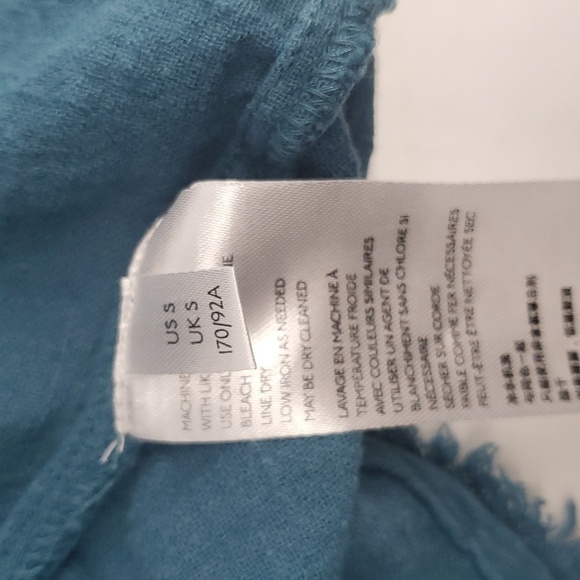 US S
UK S
170/92A
MACHINE
WITH LIK
USE ONL
BLEACH
LINE DRY
LOW IRON AS NEEDED
MAY BE DRY CLEANED
LAVAGE EN MACHINE À
TEMPÉRATURE FROIDE
AVEC COULEURS SIMILAIRES
UTILISER UN AGENT DE
BLANCHIMENT SANS CHLORE SI
NÉCESSAIRE
SÉCHER SUR CORDE
FAIBLE COMME FER NÉCESSAIRES
PEUT-ETRE ÊTRE NETTOYÉE SEC